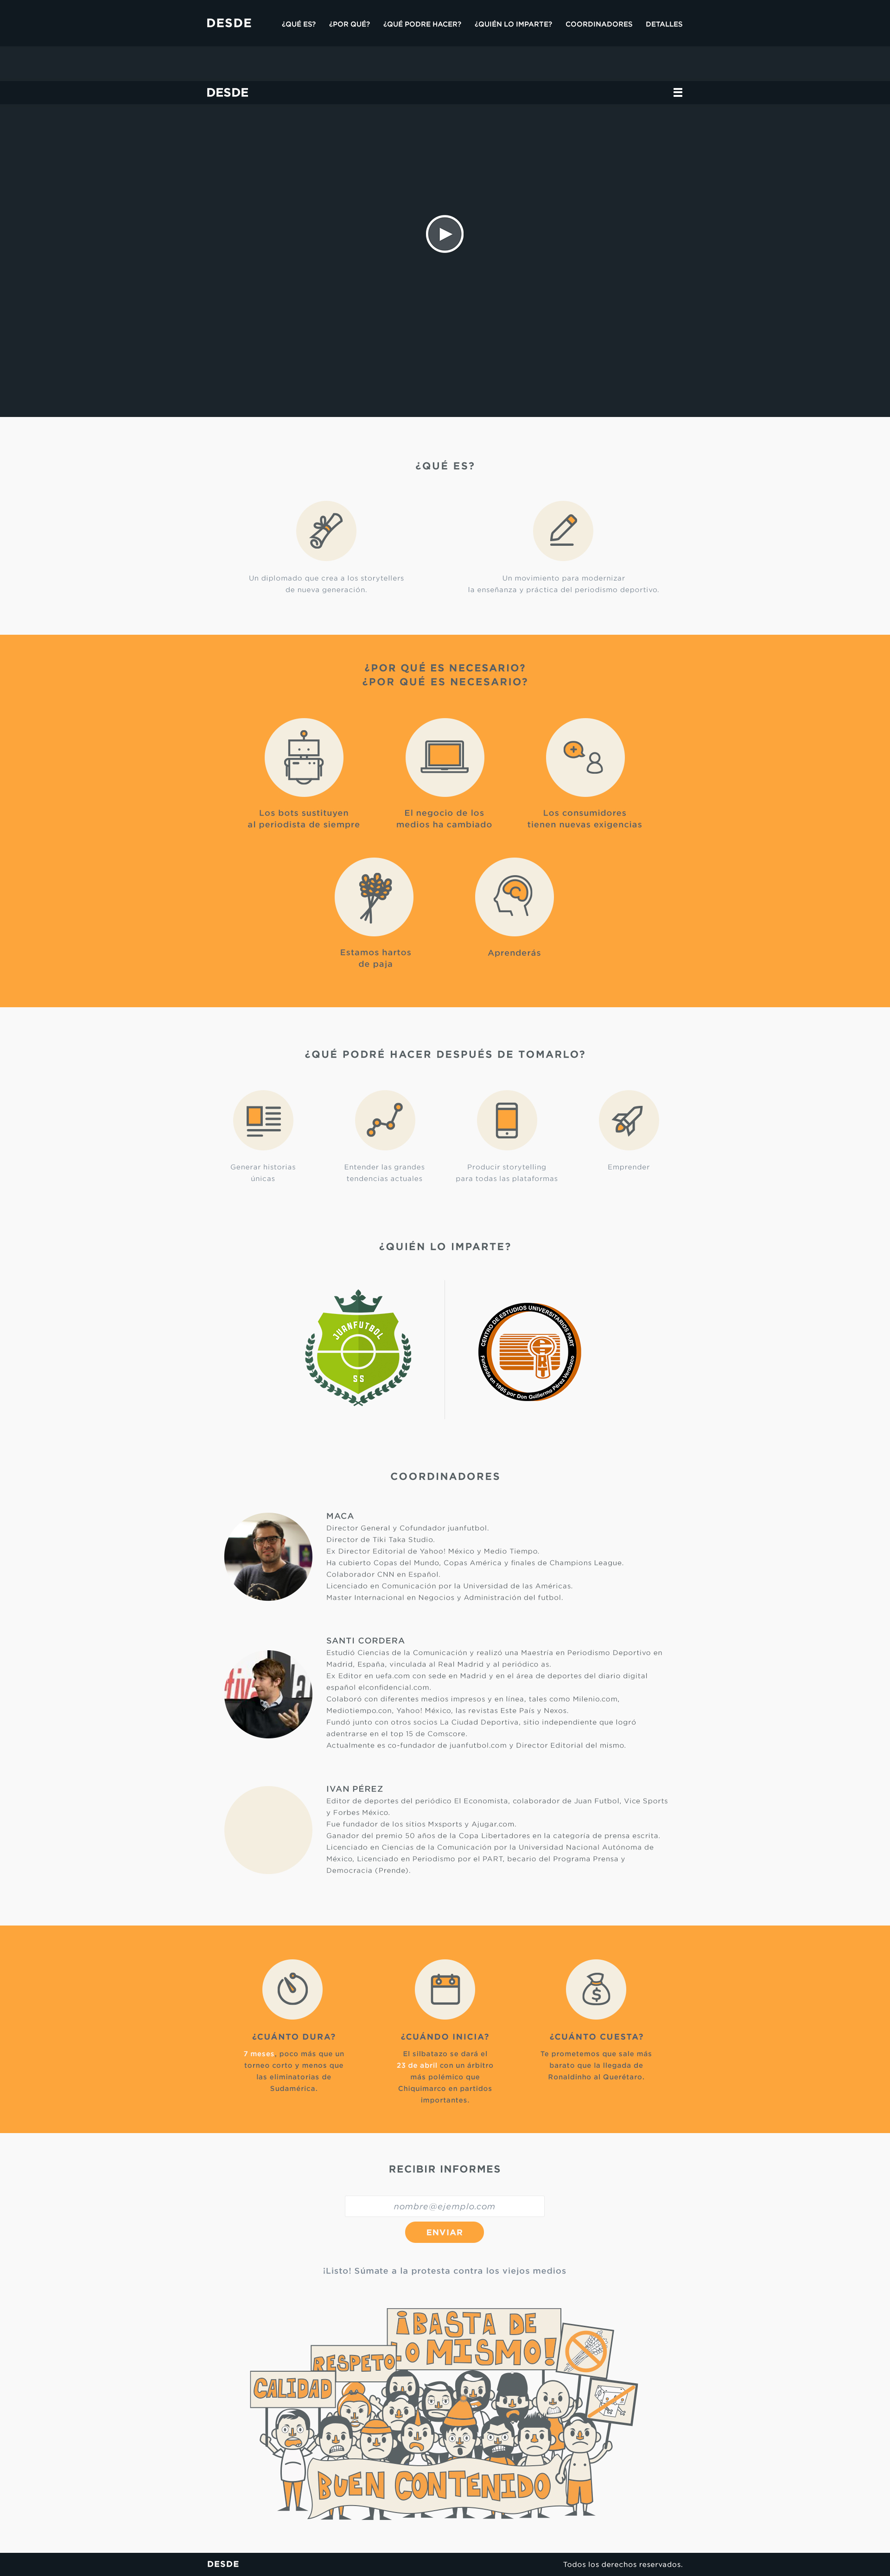 DESDE
¿QUÉ ES? ¿POR QUÉ? ¿QUÉ PODRE HACER? ¿QUIÉN LO IMPARTE? COORDINADORES DETALLES
DESDE
¿QUÉ ES?
Un diplomado que crea a los storytellers
de nueva generación.
Un movimiento para modernizar
la enseñanza y práctica del periodismo deportivo.
¿POR QUÉ ES NECESARIO?
¿POR QUÉ ES NECESARIO?
Los bots sustituyen
al periodista de siempre
El negocio de los
medios ha cambiado
Los consumidores
tienen nuevas exigencias
Estamos hartos
de paja
Aprenderás
¿QUÉ PODRÉ HACER DESPUÉS DE TOMARLO?
Generar historias
únicas
Entender las grandes
tendencias actuales
Producir storytelling
para todas las plataformas
Emprender
¿QUIÉN LO IMPARTE?
JUANFUTBOL
SS
CENTRO DE ESTUDIOS UNIVERSITARIOS PART
PART
Fundada en 1985 por Don Guillermo Pérez Verduzco
COORDINADORES
MACA
Director General y Cofundador juanfutbol.
Director de Tiki Taka Studio.
Ex Director Editorial de Yahoo! México y Medio Tiempo.
Ha cubierto Copas del Mundo, Copas América y finales de Champions League.
Colaborador CNN en Español.
Licenciado en Comunicación por la Universidad de las Américas.
Master Internacional en Negocios y Administración del futbol.
SANTI CORDERA
Estudió Ciencias de la Comunicación y realizó una Maestría en Periodismo Deportivo en
Madrid, España, vinculada al Real Madrid y al periódico as.
Ex Editor en uefa.com con sede en Madrid y en el área de deportes del diario digital
español elconfidencial.com.
Colaboró con diferentes medios impresos y en línea, tales como Milenio.com,
Mediotiempo.con, Yahoo! México, las revistas Este País y Nexos.
Fundó junto con otros socios La Ciudad Deportiva, sitio independiente que logró
adentrarse en el top 15 de Comscore.
Actualmente es co-fundador de juanfutbol.com y Director Editorial del mismo.
IVAN PÉREZ
Editor de deportes del periódico El Economista, colaborador de Juan Futbol, Vice Sports
y Forbes México.
Fue fundador de los sitios Mxsports y Ajugar.com.
Ganador del premio 50 años de la Copa Libertadores en la categoría de prensa escrita.
Licenciado en Ciencias de la Comunicación por la Universidad Nacional Autónoma de
México, Licenciado en Periodismo por el PART, becario del Programa Prensa y
Democracia (Prende).
¿CUÁNTO DURA?
7 meses, poco más que un
torneo corto y menos que
las eliminatorias de
Sudamérica.
¿CUÁNDO INICIA?
El silbatazo se dará el
23 de abril con un árbitro
más polémico que
Chiquimarco en partidos
importantes.
¿CUÁNTO CUESTA?
Te prometemos que sale más
barato que la llegada de
Ronaldinho al Querétaro.
RECIBIR INFORMES
nombre@ejemplo.com
ENVIAR
¡Listo! Súmate a la protesta contra los viejos medios
¡BASTA DE
LO MISMO!
RESPETO
CALIDAD
BUEN CONTENIDO
DESDE
Todos los derechos reservados.